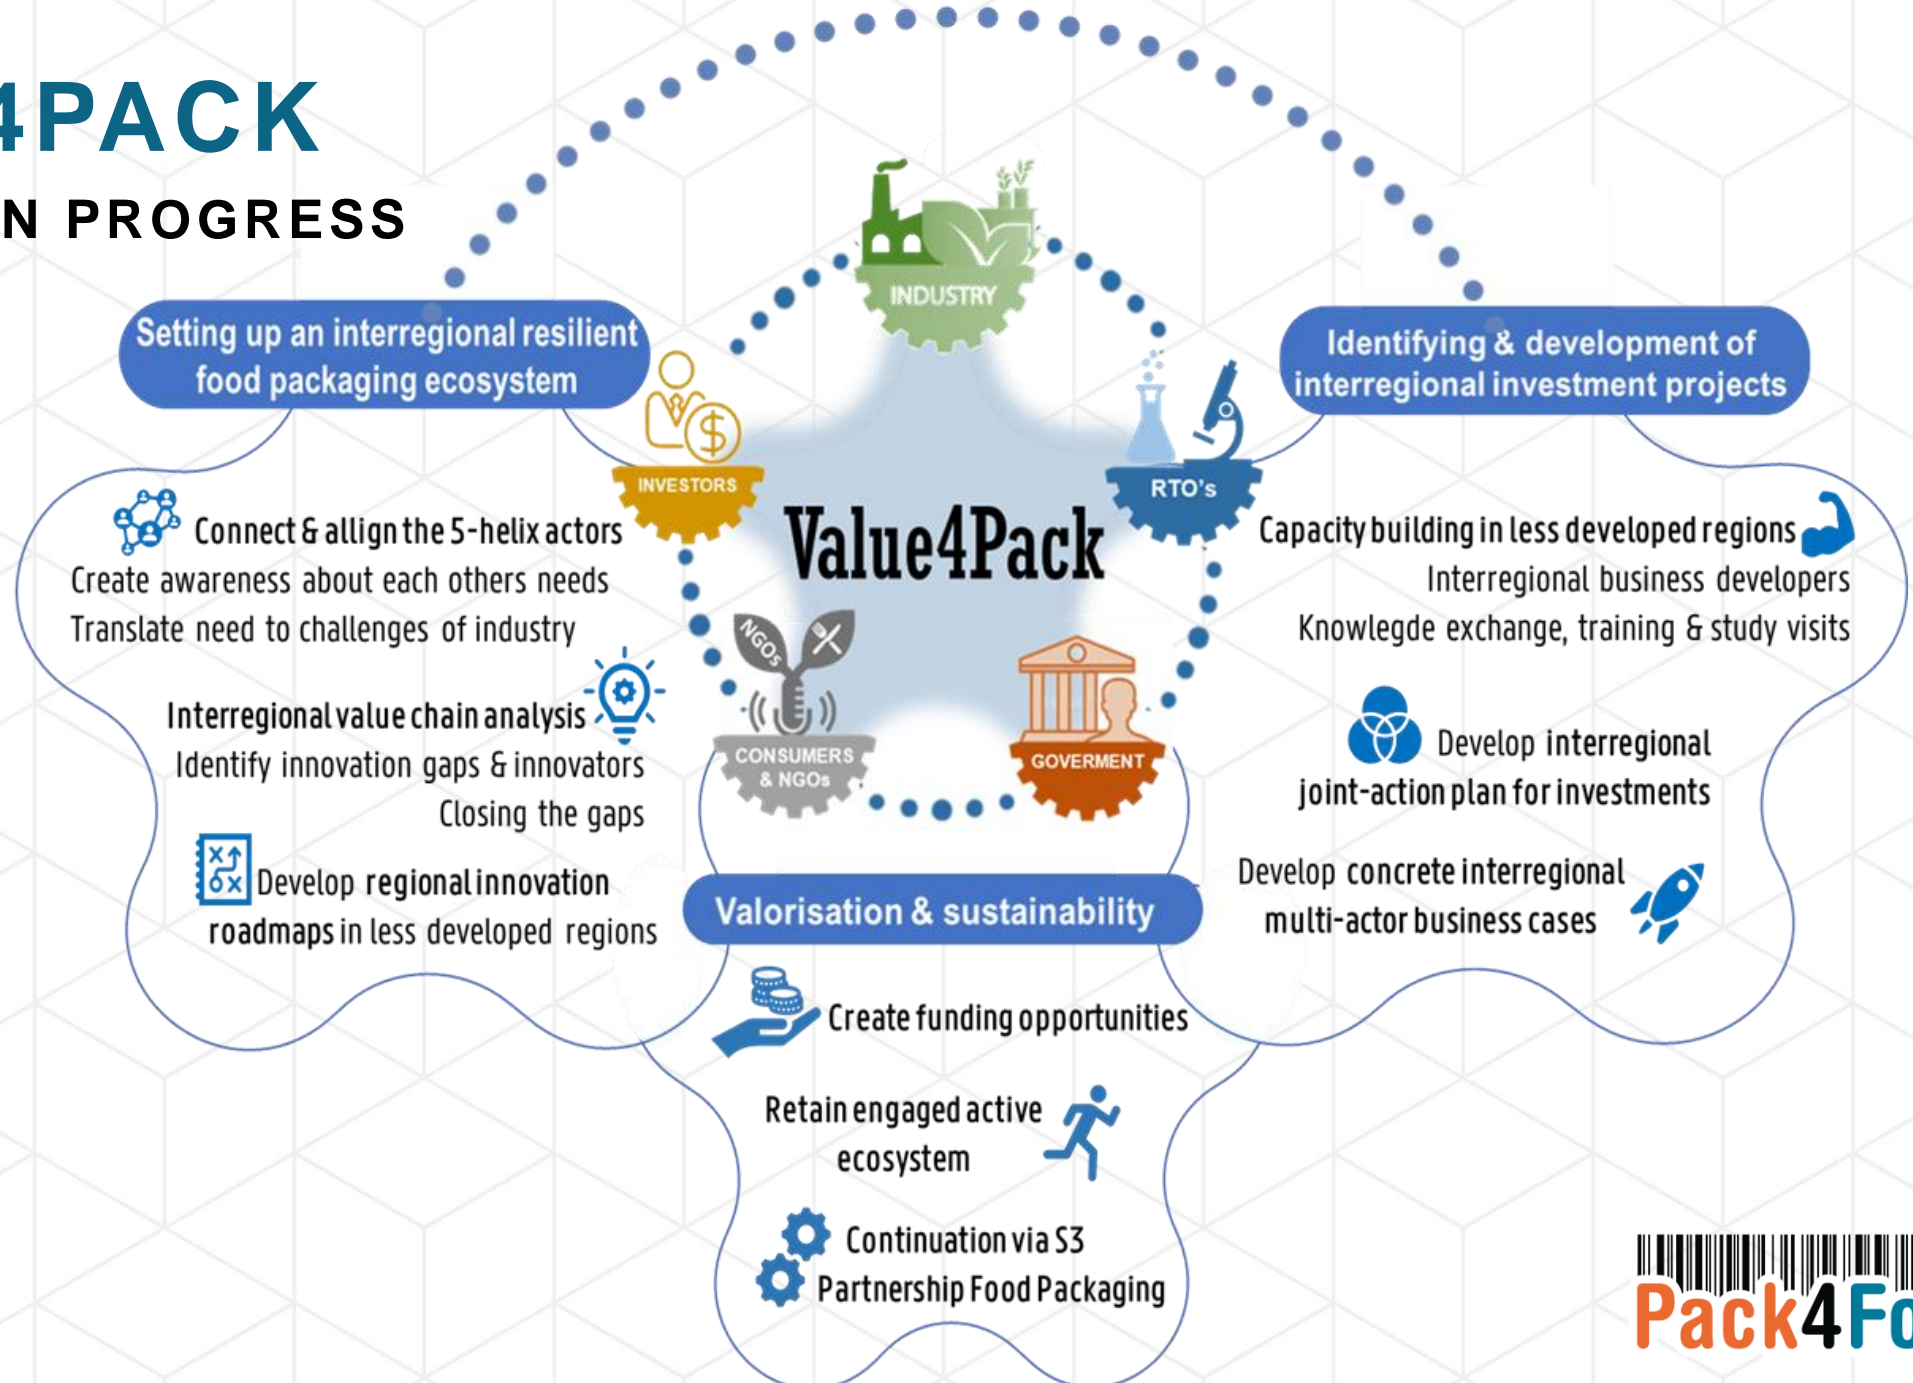 4PACK
N PROGRESS
INDUSTRY
Setting up an interregional resilient
food packaging ecosystem
Identifying & development of
interregional investment projects
INVESTORS
RTO's
Value4Pack
NGOs
CONSUMERS
& NGOs
GOVERMENT
Connect & allign the 5-helix actors
Create awareness about each others needs
Translate need to challenges of industry
Interregional value chain analysis
Identify innovation gaps & innovators
Closing the gaps
Develop regional innovation
roadmaps in less developed regions
Capacity building in less developed regions
Interregional business developers
Knowlegde exchange, training & study visits
Develop interregional
joint-action plan for investments
Develop concrete interregional
multi-actor business cases
Valorisation & sustainability
Create funding opportunities
Retain engaged active
ecosystem
Continuation via S3
Partnership Food Packaging
Pack4Fo